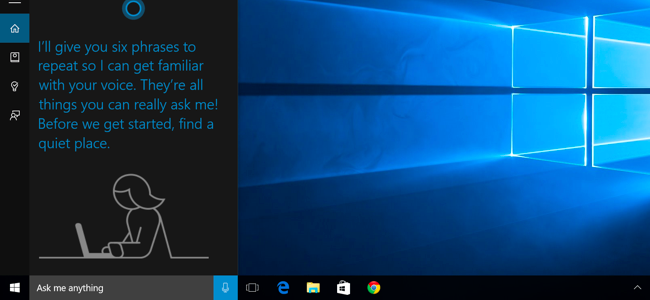 I'll give you six phrases to
repeat so I can get familiar
with your voice. They're all
things you can really ask me!
Before we get started, find a
quiet place.
Ask me anything